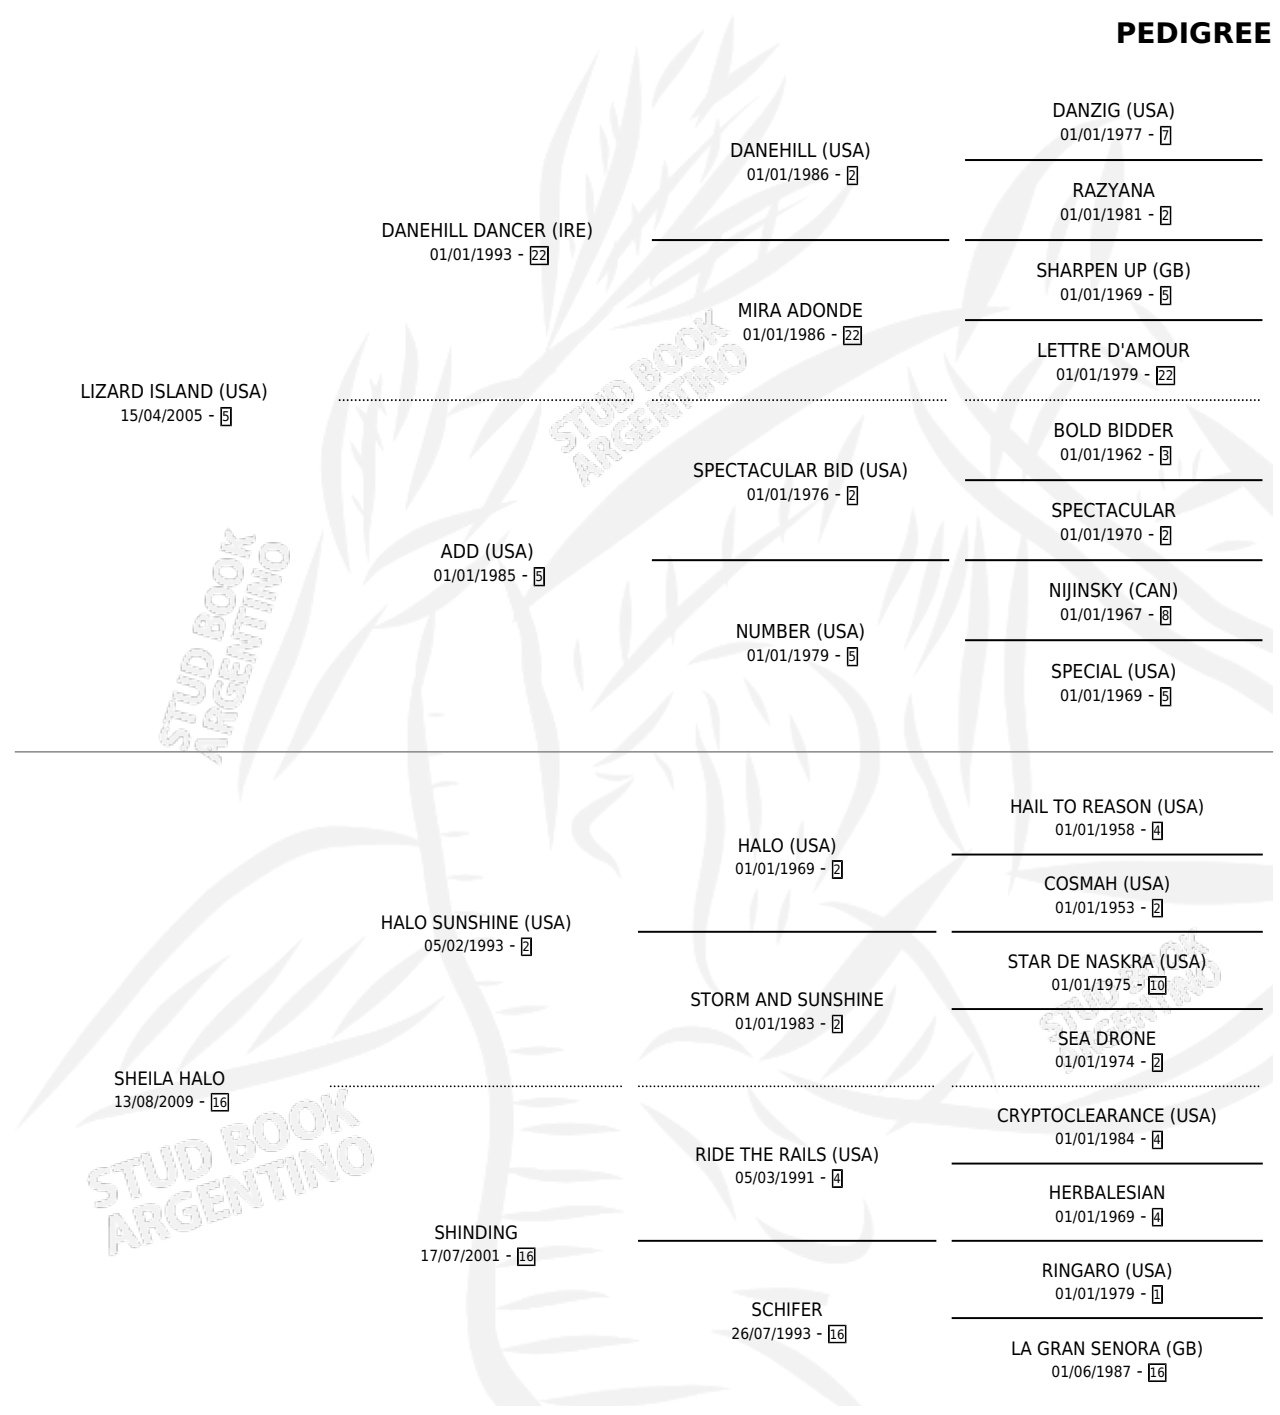 PEDIGREE
DANZIG (USA)
01/01/1977 - 7
DANEHILL (USA)
01/01/1986 - 2
RAZYANA
01/01/1981 - 2
DANEHILL DANCER (IRE)
01/01/1993 - 22
SHARPEN UP (GB)
01/01/1969 - 5
MIRA ADONDE
01/01/1986 - 22
LETTRE D'AMOUR
01/01/1979 - 22
LIZARD ISLAND (USA)
15/04/2005 - 5
BOLD BIDDER
01/01/1962 - 3
SPECTACULAR BID (USA)
01/01/1976 - 2
SPECTACULAR
01/01/1970 - 2
ADD (USA)
01/01/1985 - 5
NIJINSKY (CAN)
01/01/1967 - 8
NUMBER (USA)
01/01/1979 - 5
SPECIAL (USA)
01/01/1969 - 5
HAIL TO REASON (USA)
01/01/1958 - 4
HALO (USA)
01/01/1969 - 2
COSMAH (USA)
01/01/1953 - 2
HALO SUNSHINE (USA)
05/02/1993 - 2
STAR DE NASKRA (USA)
01/01/1975 - 10
STORM AND SUNSHINE
01/01/1983 - 2
SEA DRONE
01/01/1974 - 2
SHEILA HALO
13/08/2009 - 16
CRYPTOCLEARANCE (USA)
01/01/1984 - 4
RIDE THE RAILS (USA)
05/03/1991 - 4
HERBALESIAN
01/01/1969 - 4
SHINDING
17/07/2001 - 16
RINGARO (USA)
01/01/1979 - 1
SCHIFER
26/07/1993 - 16
LA GRAN SENORA (GB)
01/06/1987 - 16
STUD BOOK
ARGENTINO
STUD BOOK
ARGENTINO
STUD BOOK
ARGENTINO
STUD BOOK
ARGENTINO